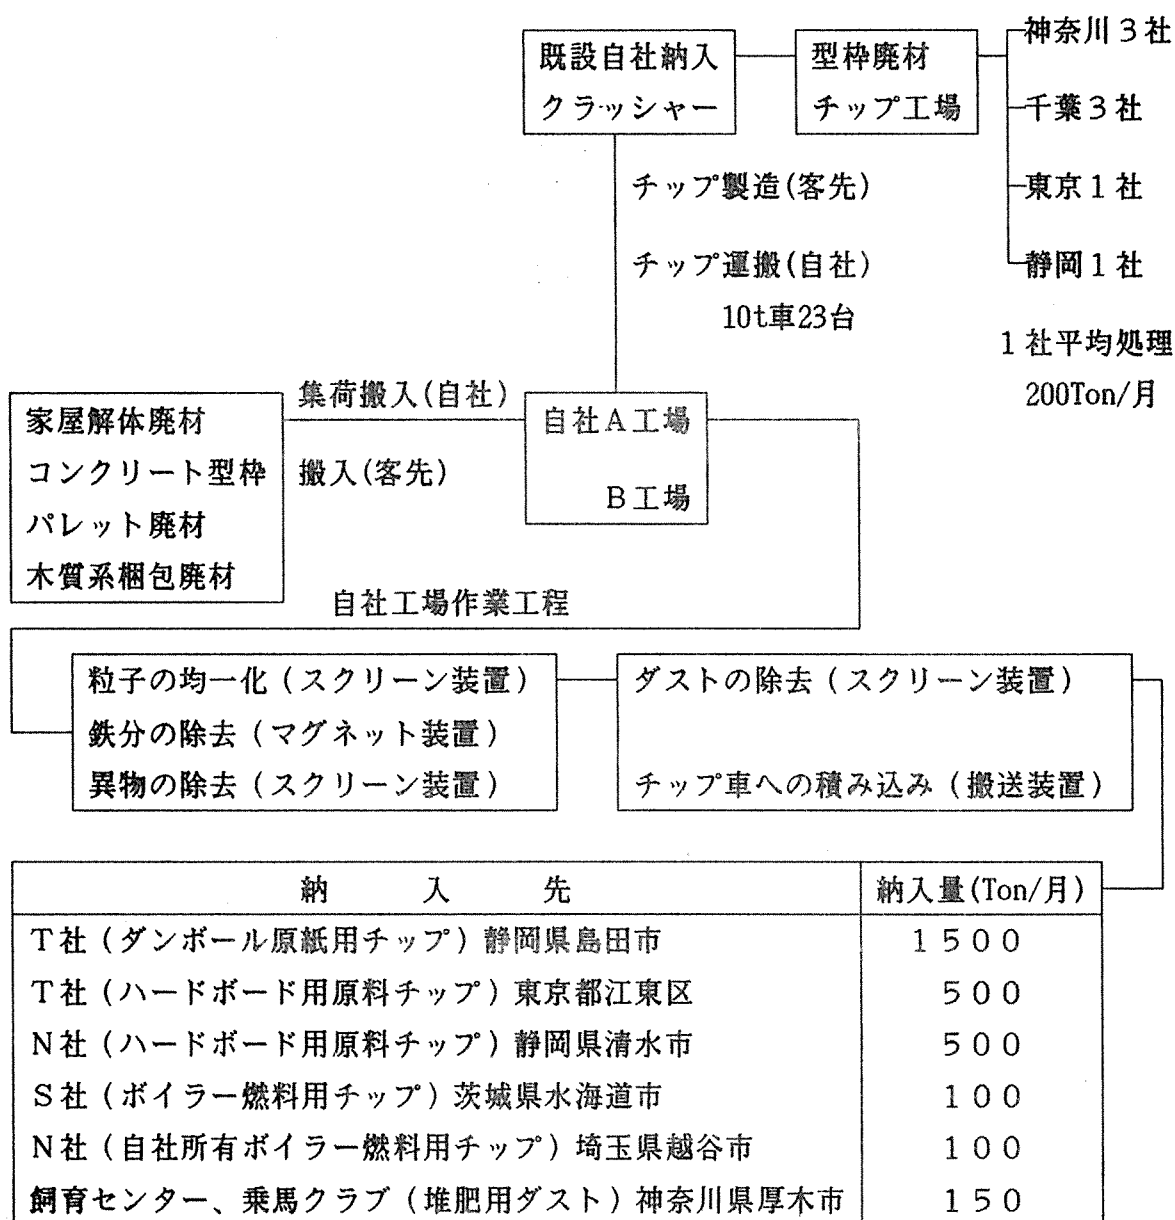 既設自社納入
クラッシャー
型枠廃材
チップ工場
神奈川３社
千葉３社
東京１社
静岡１社
チップ製造(客先)
チップ運搬(自社)
10t車23台
１社平均処理
200Ton/月
家屋解体廃材
コンクリート型枠
パレット廃材
木質系梱包廃材
集荷搬入(自社)
搬入(客先)
自社Ａ工場
Ｂ工場
自社工場作業工程
粒子の均一化（スクリーン装置）
鉄分の除去（マグネット装置）
異物の除去（スクリーン装置）
ダストの除去（スクリーン装置）
チップ車への積み込み（搬送装置）
納　入　先　納入量(Ton/月)
Ｔ社（ダンボール原紙用チップ）静岡県島田市　１５００
Ｔ社（ハードボード用原料チップ）東京都江東区　５００
Ｎ社（ハードボード用原料チップ）静岡県清水市　５００
Ｓ社（ボイラー燃料用チップ）茨城県水海道市　１００
Ｎ社（自社所有ボイラー燃料用チップ）埼玉県越谷市　１００
飼育センター、乗馬クラブ（堆肥用ダスト）神奈川県厚木市　１５０